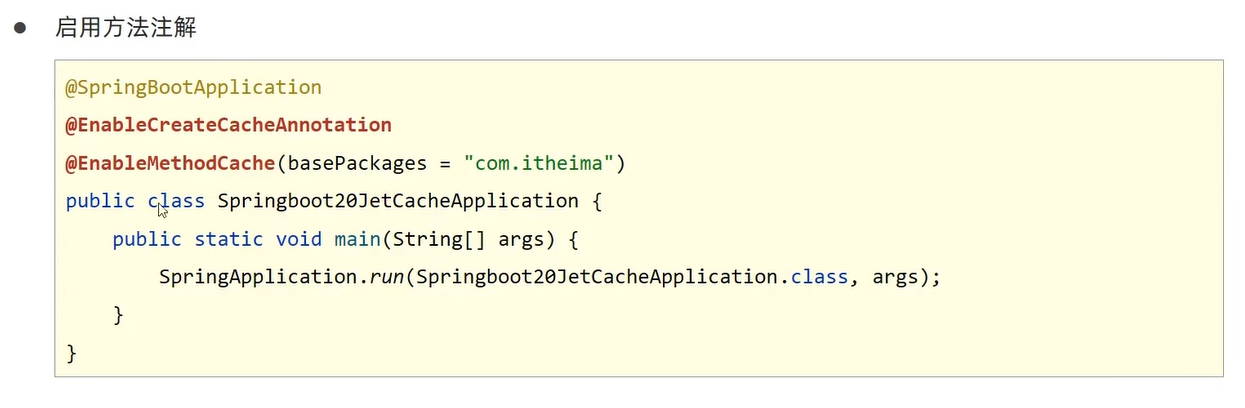 ● 启用方法注解
@SpringBootApplication
@EnableCreateCacheAnnotation
@EnableMethodCache(basePackages = "com.itheima")
public class Springboot20JetCacheApplication {
    public static void main(String[] args) {
        SpringApplication.run(Springboot20JetCacheApplication.class, args);
    }
}